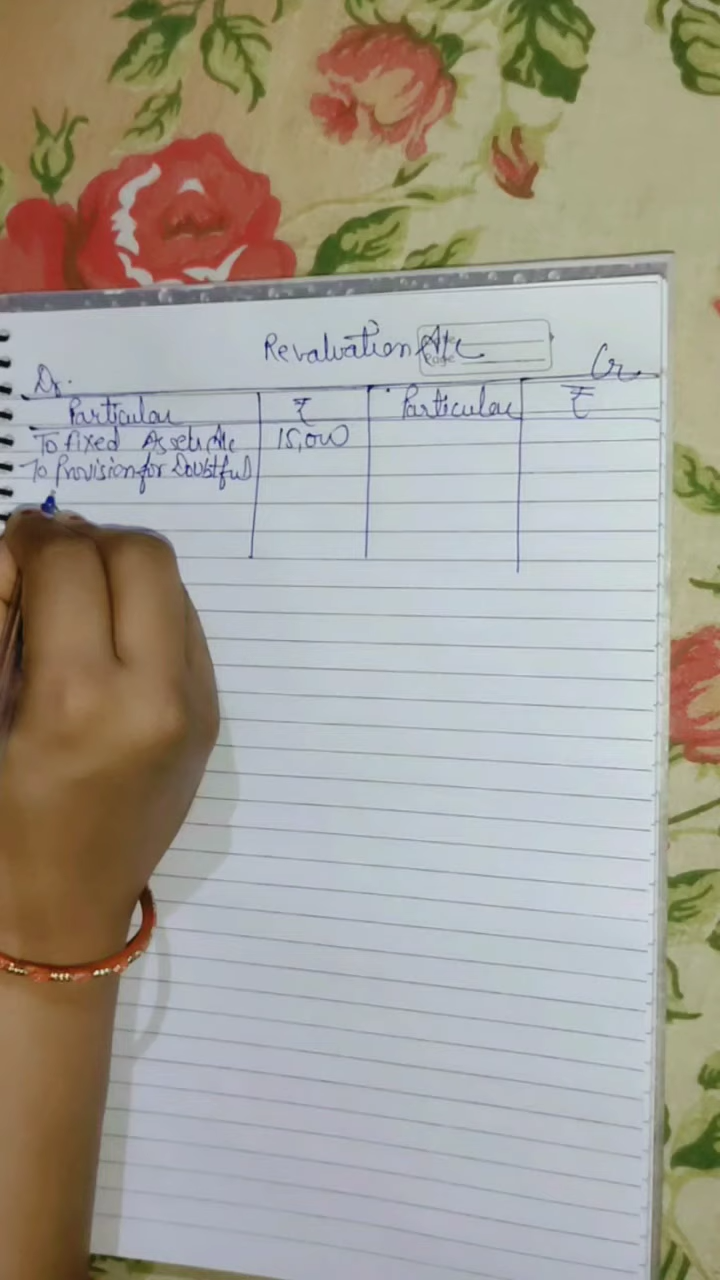 Revaluation A/c
Dr. Cr
Particular ₹ Particular ₹
To fixed Assets A/c 15,000
To Provision for Doubtful